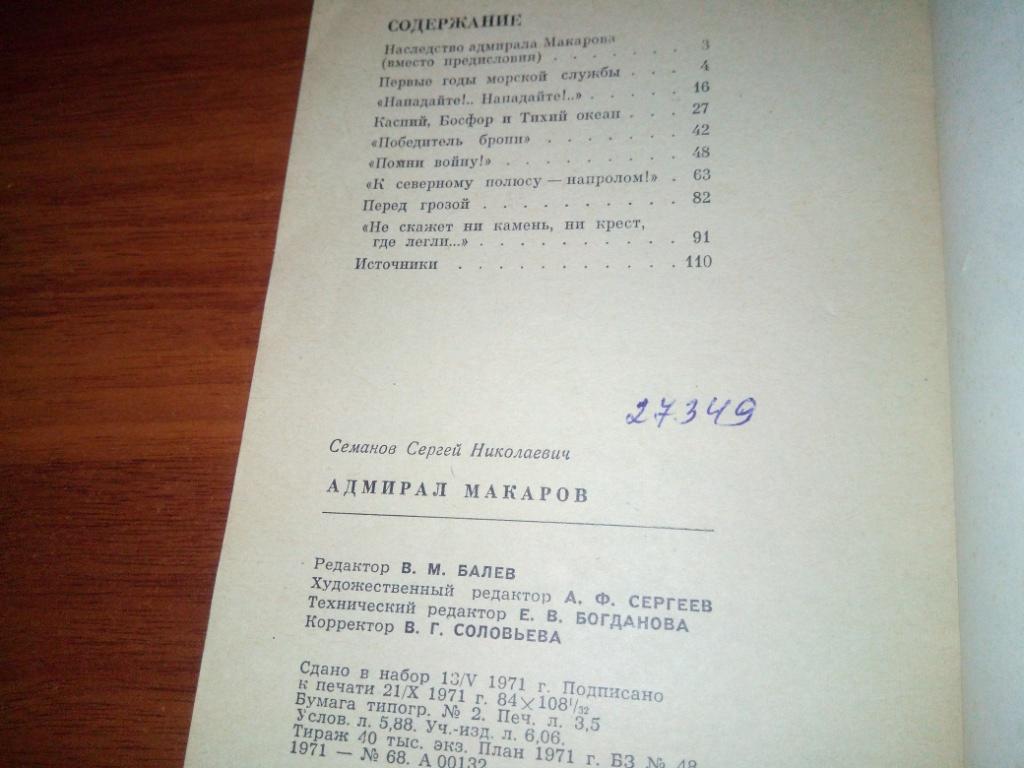 СОДЕРЖАНИЕ
Наследство адмирала Макарова
(вместо предисловия) . . . . . . . 3
Первые годы морской службы . . . 4
«Нападайте!.. Нападайте!..» . . . . . 16
Каспий, Босфор и Тихий океан . . . 27
«Победитель брони» . . . . . . . 42
«Помни войну!» . . . . . . . . . 48
«К северному полюсу — напролом!» . 63
Перед грозой . . . . . . . . . . 82
«Не скажет ни камень, ни крест,
где легли...» . . . . . . . . . . 91
Источники . . . . . . . . . . . 110
27349
Семанов Сергей Николаевич
АДМИРАЛ МАКАРОВ
Редактор В. М. БАЛЕВ
Художественный редактор А. Ф. СЕРГЕЕВ
Технический редактор Е. В. БОГДАНОВА
Корректор В. Г. СОЛОВЬЕВА
Сдано в набор 13/V 1971 г. Подписано
к печати 21/X 1971 г. 84×108¹/₃₂
Бумага типогр. № 2. Печ. л. 3,5
Услов. л. 5,88. Уч.-изд. л. 6,06.
Тираж 40 тыс. экз. План 1971 г. БЗ № 48
1971 — № 68. А 00132